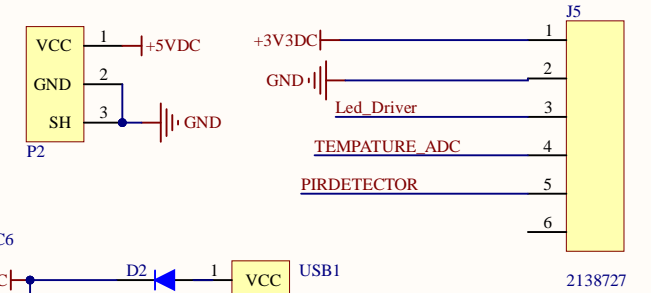 J5
VCC 1 +5VDC
GND 2
SH 3 GND
P2
+3V3DC 1
GND 2
Led_Driver 3
TEMPATURE_ADC 4
PIRDETECTOR 5
6
2138727
C6
C
D2 1 VCC USB1